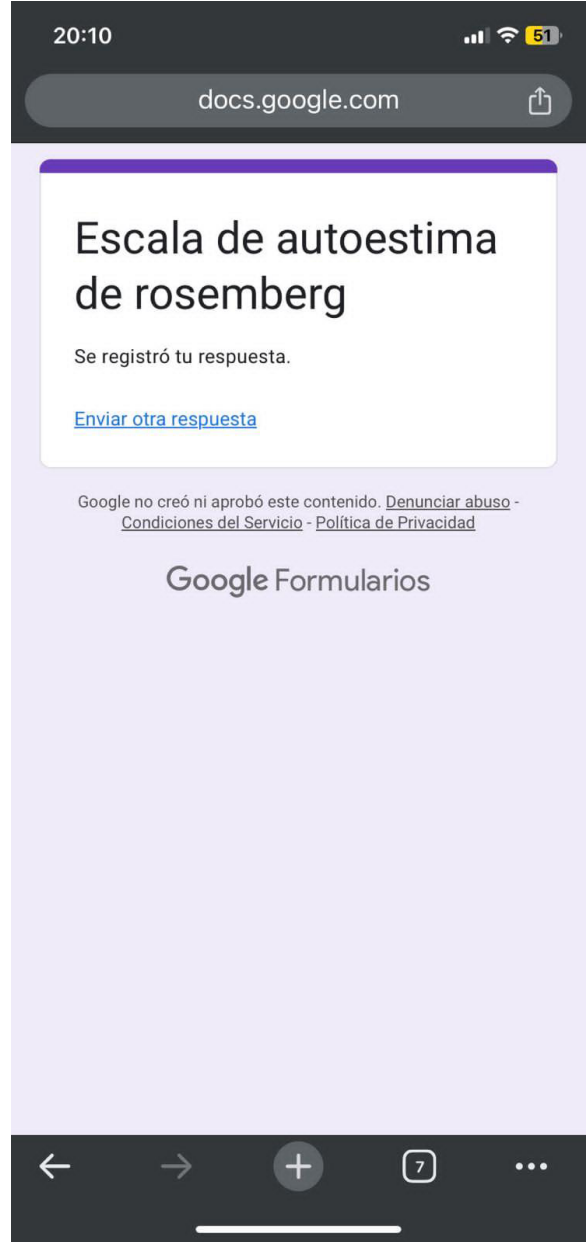 20:10
51
docs.google.com
Escala de autoestima
de rosemberg
Se registró tu respuesta.
Enviar otra respuesta
Google no creó ni aprobó este contenido. Denunciar abuso -
Condiciones del Servicio - Política de Privacidad
Google Formularios
7